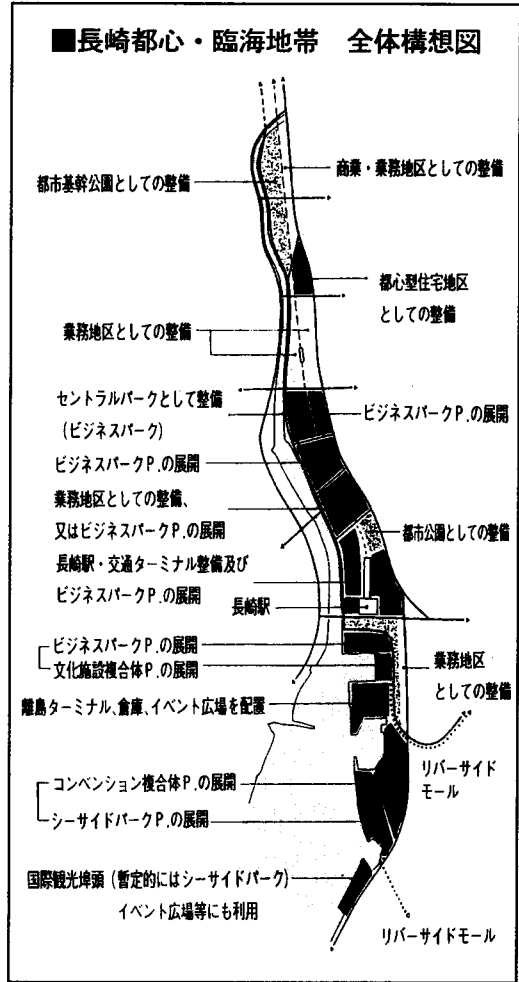 ■長崎都心・臨海地帯 全体構想図
都市基幹公園としての整備
商業・業務地区としての整備
都心型住宅地区
としての整備
業務地区としての整備
セントラルパークとして整備
(ビジネスパーク)
ビジネスパークP.の展開
ビジネスパークP.の展開
業務地区としての整備、
又はビジネスパークP.の展開
都市公園としての整備
長崎駅・交通ターミナル整備及び
ビジネスパークP.の展開
長崎駅
ビジネスパークP.の展開
文化施設複合体P.の展開
業務地区
としての整備
離島ターミナル、倉庫、イベント広場を配置
リバーサイド
モール
コンベンション複合体P.の展開
シーサイドパークP.の展開
国際観光埠頭(暫定的にはシーサイドパーク)
イベント広場等にも利用
リバーサイドモール